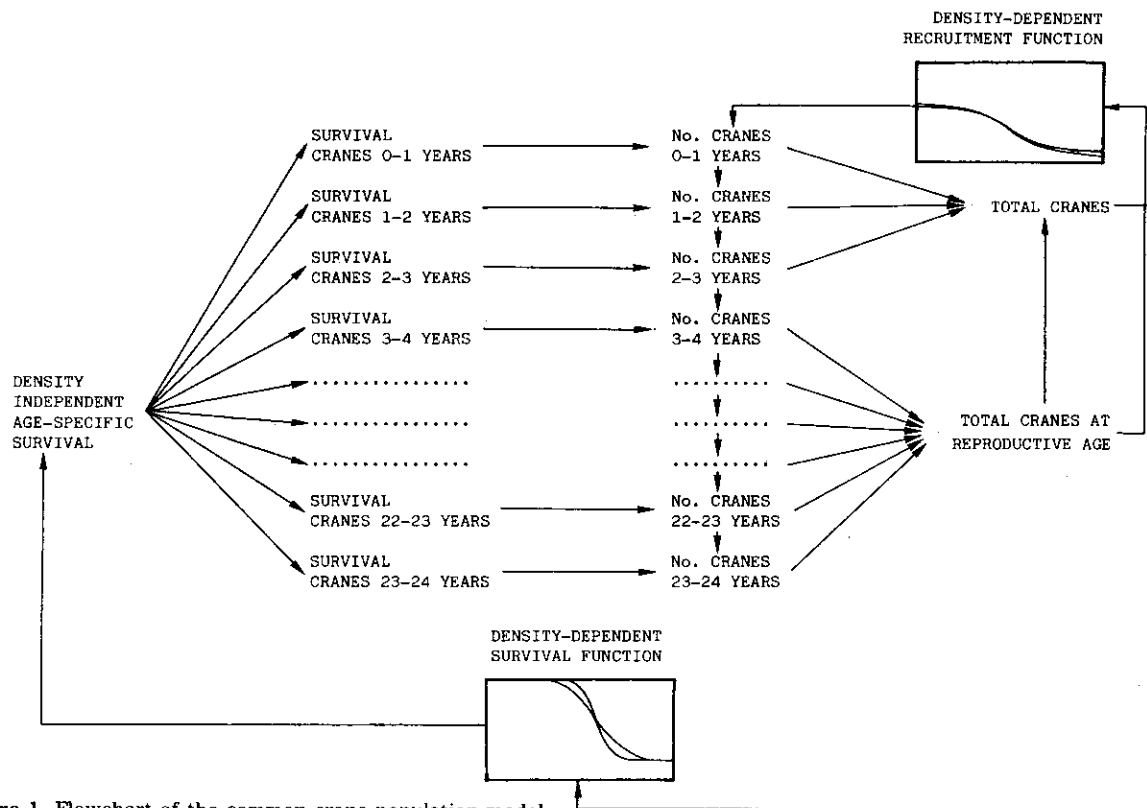 DENSITY-DEPENDENT
RECRUITMENT FUNCTION
SURVIVAL
CRANES 0-1 YEARS
No. CRANES
0-1 YEARS
SURVIVAL
CRANES 1-2 YEARS
No. CRANES
1-2 YEARS
TOTAL CRANES
SURVIVAL
CRANES 2-3 YEARS
No. CRANES
2-3 YEARS
SURVIVAL
CRANES 3-4 YEARS
No. CRANES
3-4 YEARS
DENSITY
INDEPENDENT
AGE-SPECIFIC
SURVIVAL
................
..........
................
..........
................
..........
TOTAL CRANES AT
REPRODUCTIVE AGE
SURVIVAL
CRANES 22-23 YEARS
No. CRANES
22-23 YEARS
SURVIVAL
CRANES 23-24 YEARS
No. CRANES
23-24 YEARS
DENSITY-DEPENDENT
SURVIVAL FUNCTION
1. Flowchart of the common crane population model